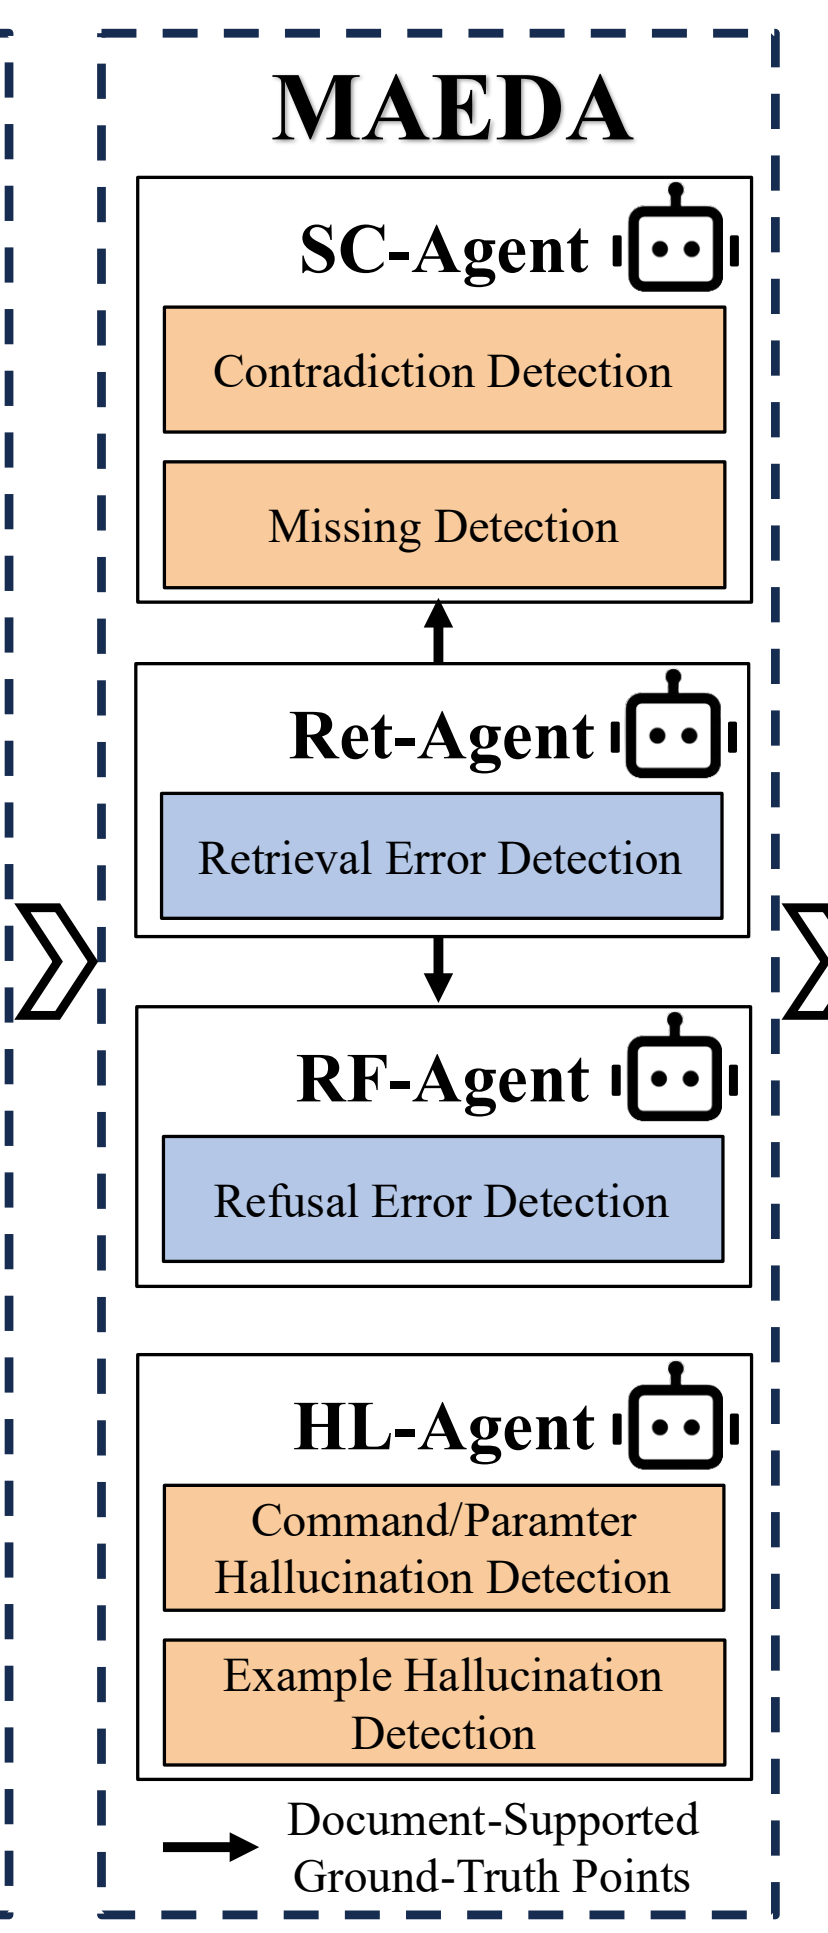 MAEDA
SC-Agent
Contradiction Detection
Missing Detection
Ret-Agent
Retrieval Error Detection
RF-Agent
Refusal Error Detection
HL-Agent
Command/Paramter
Hallucination Detection
Example Hallucination
Detection
Document-Supported
Ground-Truth Points